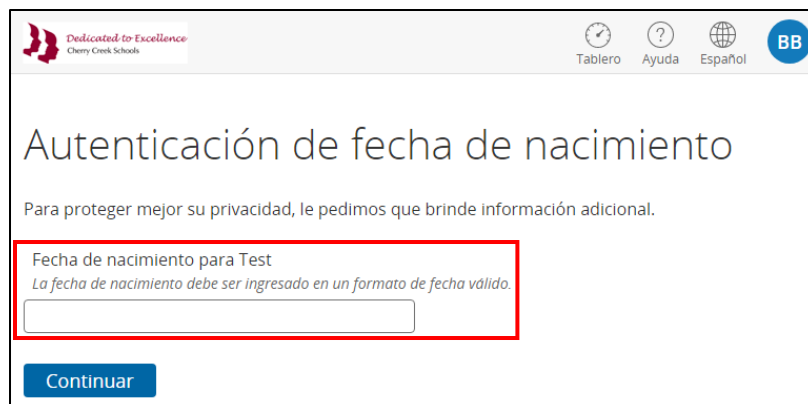 Dedicated to Excellence
Cherry Creek Schools
Tablero
Ayuda
Español
BB
Autenticación de fecha de nacimiento
Para proteger mejor su privacidad, le pedimos que brinde información adicional.
Fecha de nacimiento para Test
La fecha de nacimiento debe ser ingresado en un formato de fecha válido.
Continuar